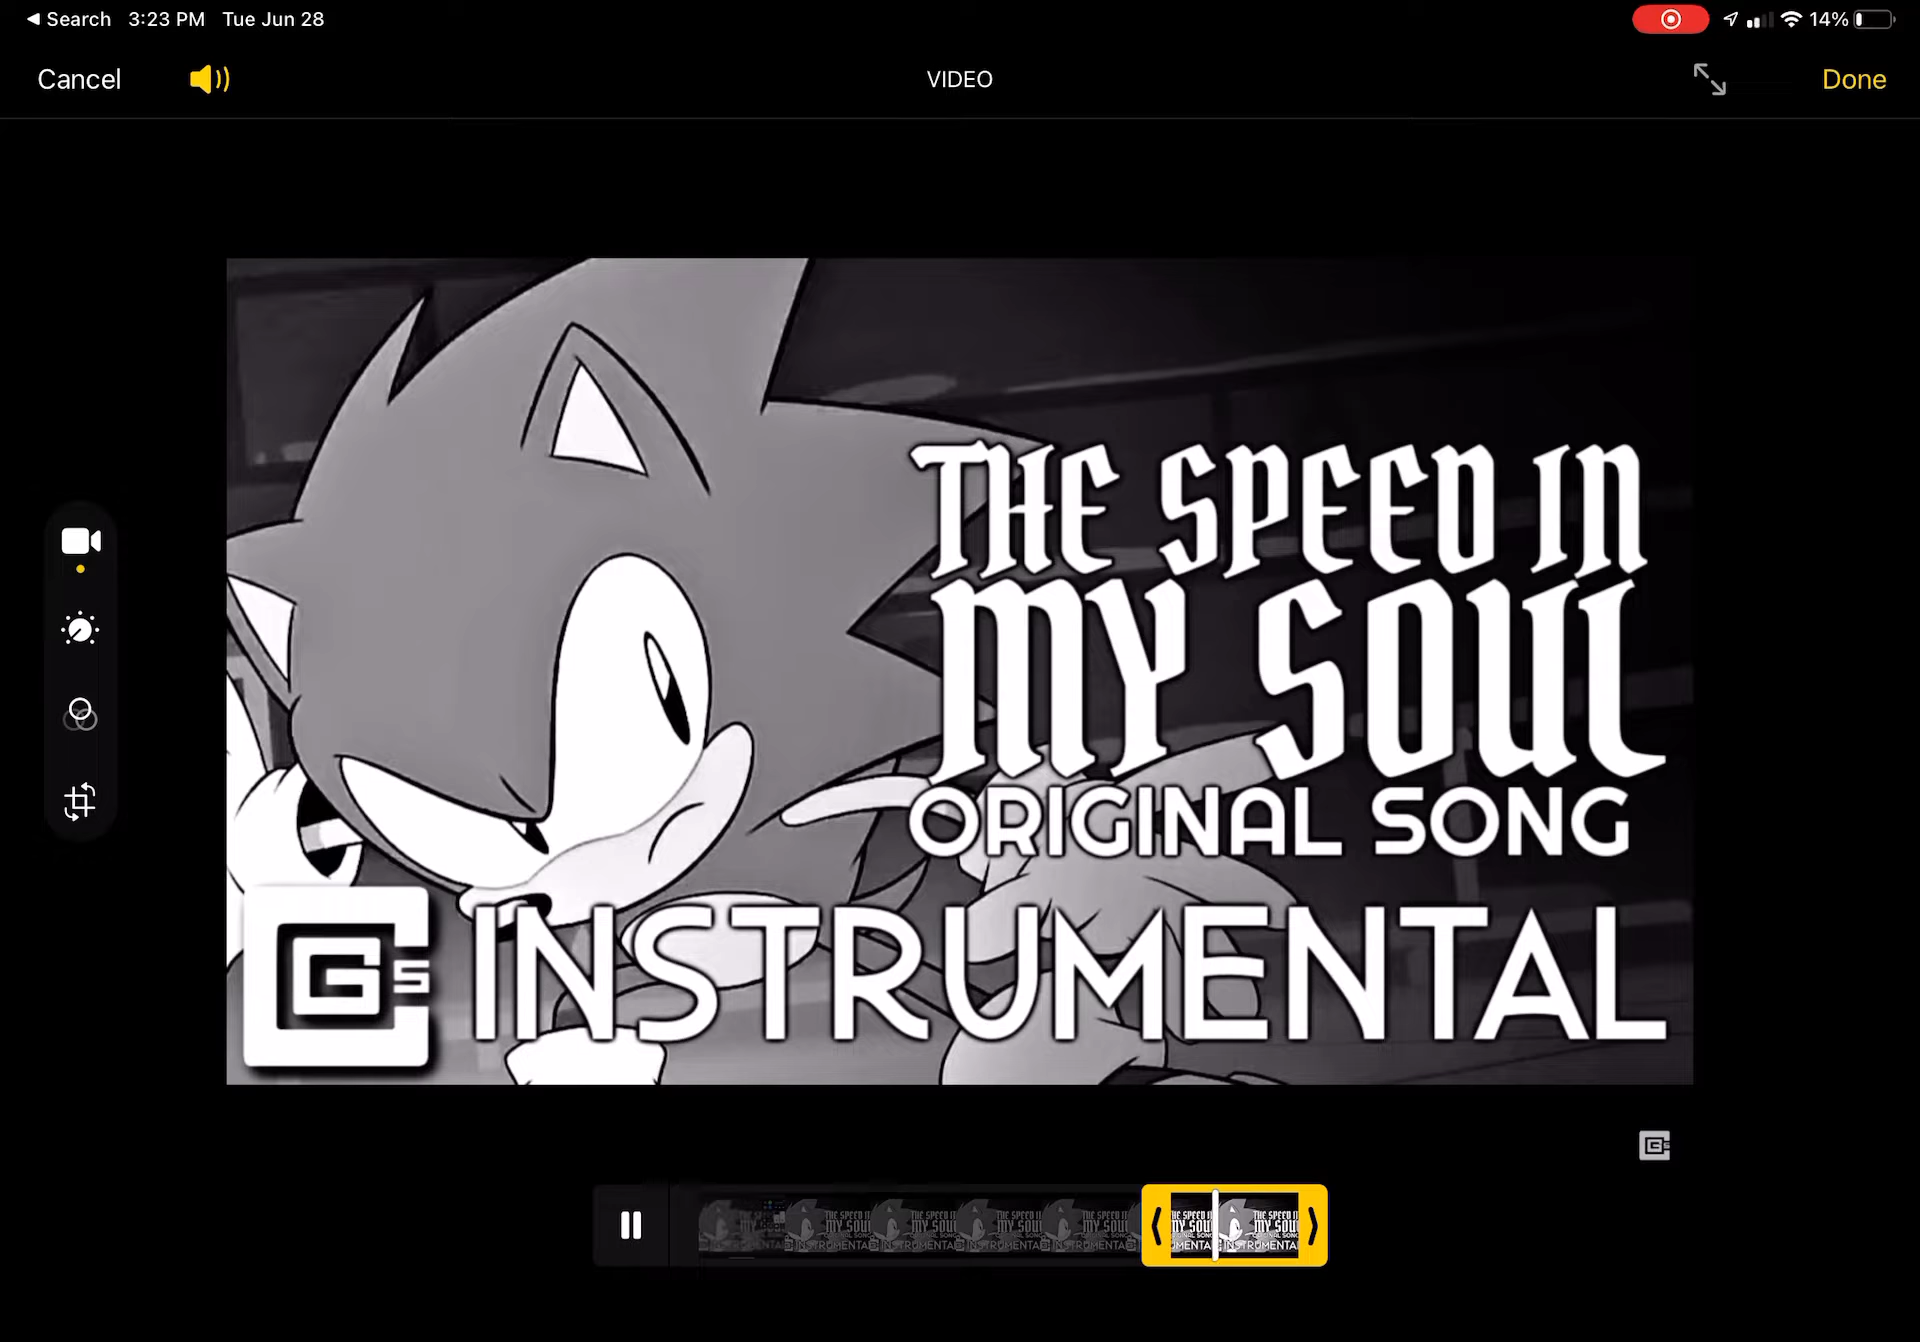 Search 3:23 PM Tue Jun 28 14%
Cancel VIDEO Done
THE SPEED IN
MY SOUL
ORIGINAL SONG
CG5 INSTRUMENTAL